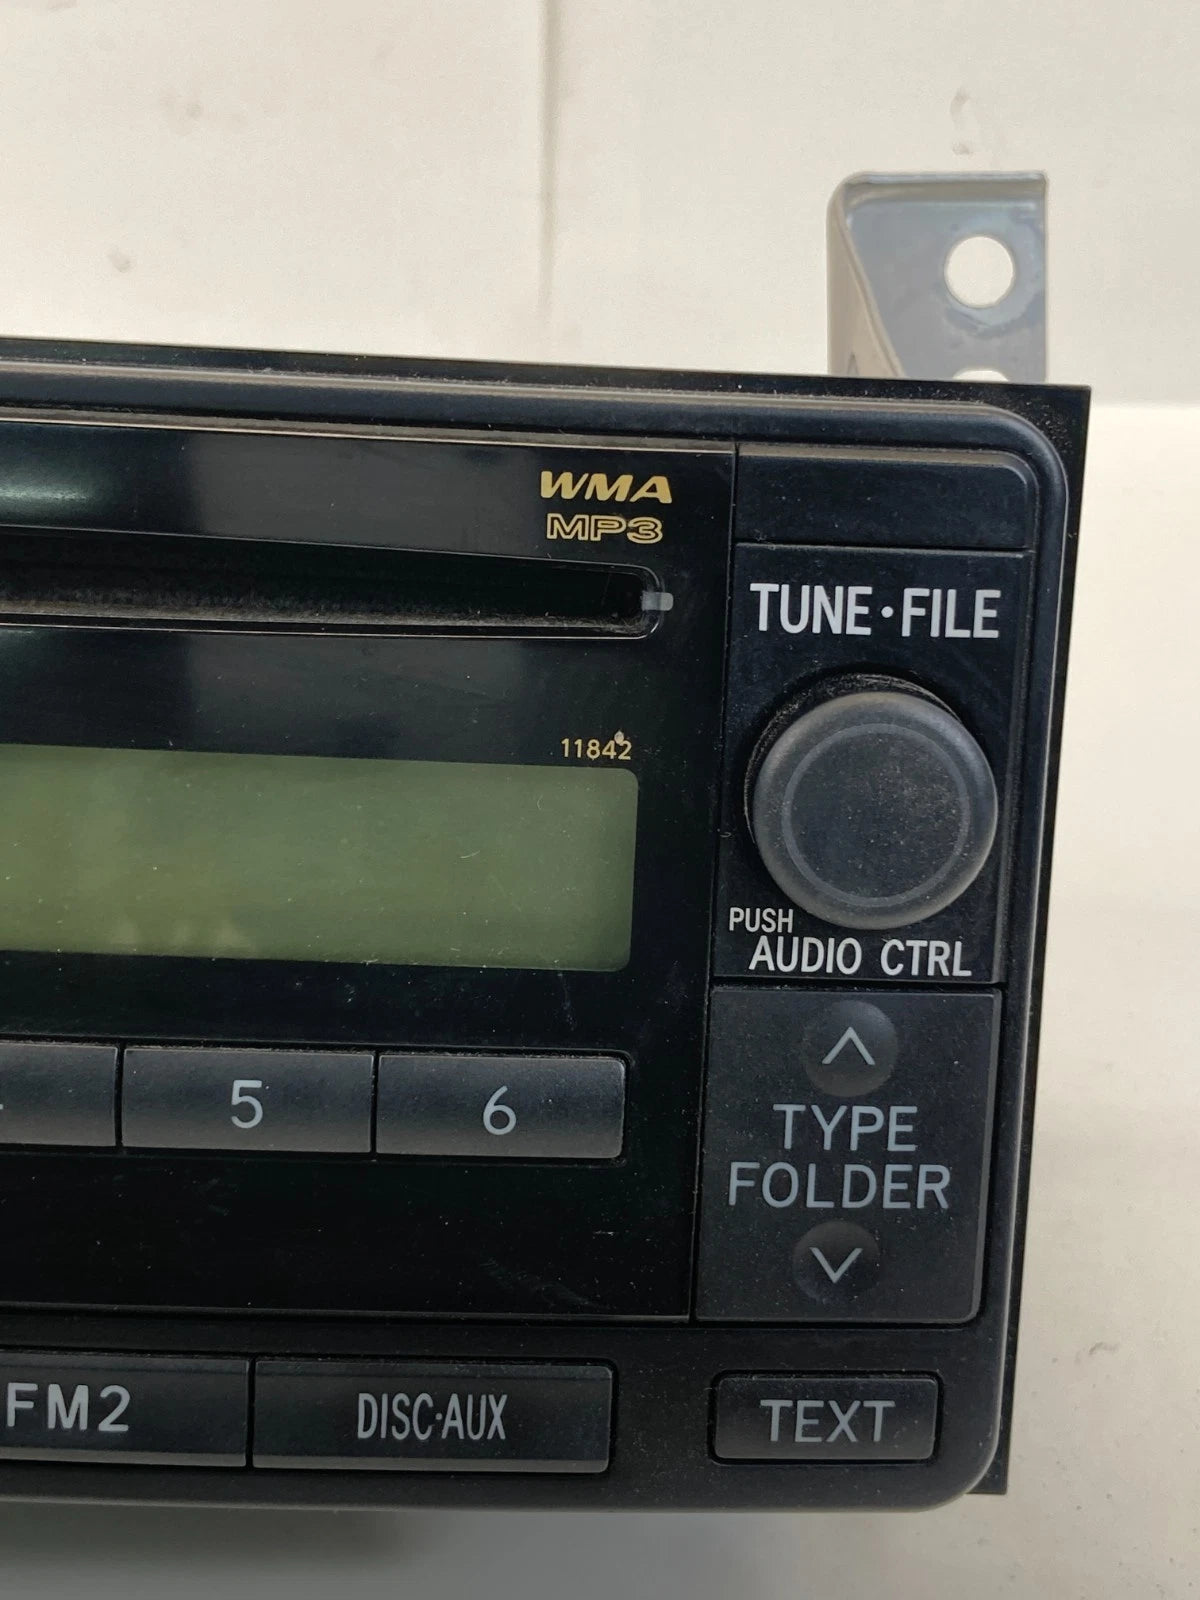 WMA
MP3
TUNE•FILE
11842
PUSH
AUDIO CTRL
5
6
TYPE
FOLDER
FM2
DISC•AUX
TEXT